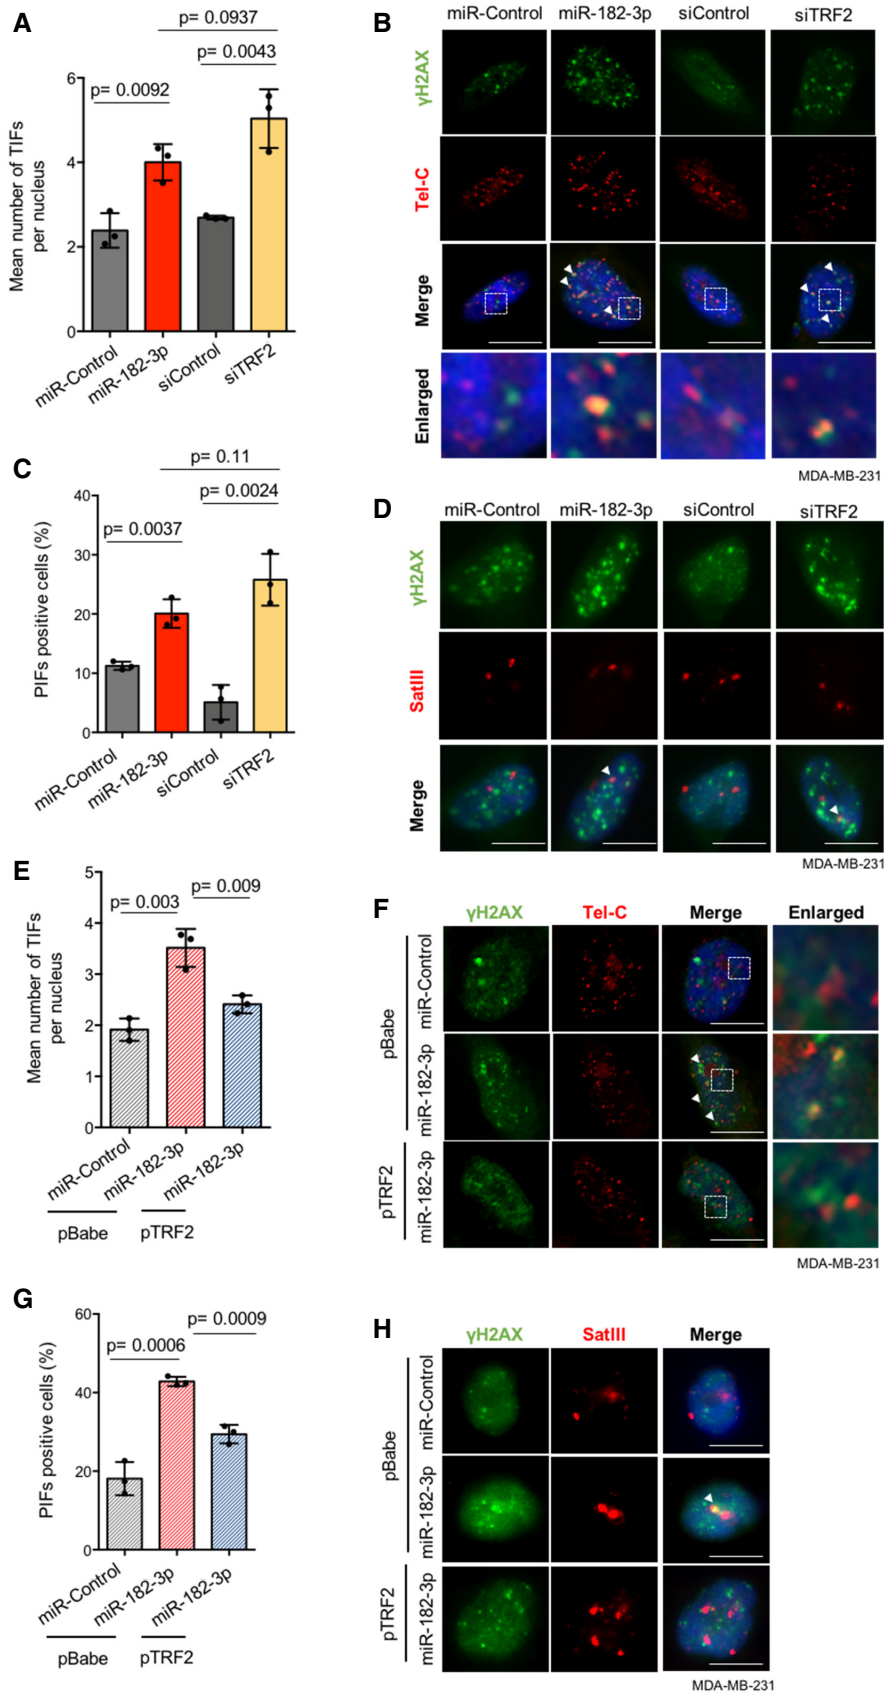 A
p= 0.0937
p= 0.0043
p= 0.0092
Mean number of TIFs
per nucleus
6
4
2
0
miR-Control
miR-182-3p
siControl
siTRF2
B
miR-Control miR-182-3p siControl siTRF2
γH2AX
Tel-C
Merge
Enlarged
MDA-MB-231
C
p= 0.11
p= 0.0024
p= 0.0037
PIFs positive cells (%)
40
30
20
10
0
miR-Control
miR-182-3p
siControl
siTRF2
D
miR-Control miR-182-3p siControl siTRF2
γH2AX
SatIII
Merge
MDA-MB-231
E
p= 0.003
p= 0.009
Mean number of TIFs
per nucleus
5
4
3
2
1
0
miR-Control
miR-182-3p
miR-182-3p
pBabe pTRF2
F
γH2AX Tel-C Merge Enlarged
pBabe
miR-Control
miR-182-3p
pTRF2
miR-182-3p
MDA-MB-231
G
p= 0.0009
p= 0.0006
PIFs positive cells (%)
60
40
20
0
miR-Control
miR-182-3p
miR-182-3p
pBabe pTRF2
H
γH2AX SatIII Merge
pBabe
miR-Control
miR-182-3p
pTRF2
miR-182-3p
MDA-MB-231